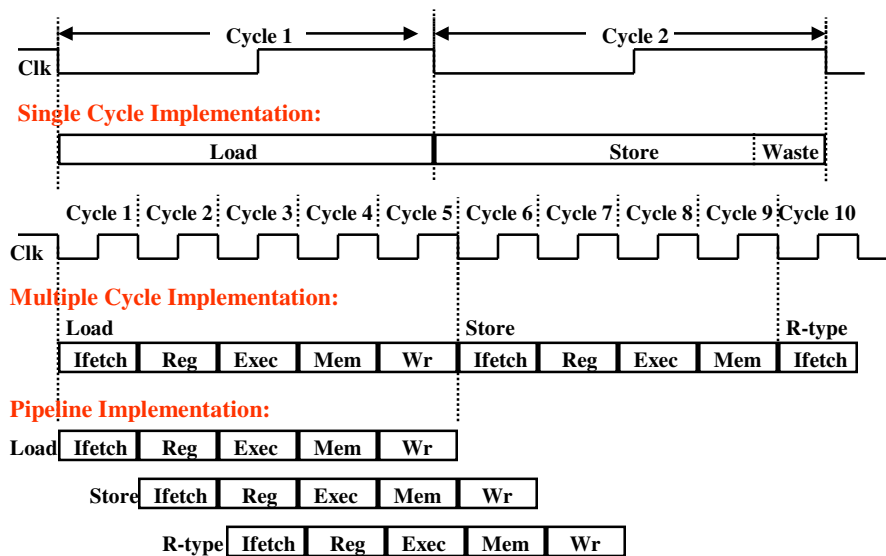 Cycle 1 Cycle 2
Clk
Single Cycle Implementation:
Load Store Waste
Cycle 1 Cycle 2 Cycle 3 Cycle 4 Cycle 5 Cycle 6 Cycle 7 Cycle 8 Cycle 9 Cycle 10
Clk
Multiple Cycle Implementation:
Load Store R-type
Ifetch Reg Exec Mem Wr Ifetch Reg Exec Mem Ifetch
Pipeline Implementation:
Load Ifetch Reg Exec Mem Wr
Store Ifetch Reg Exec Mem Wr
R-type Ifetch Reg Exec Mem Wr